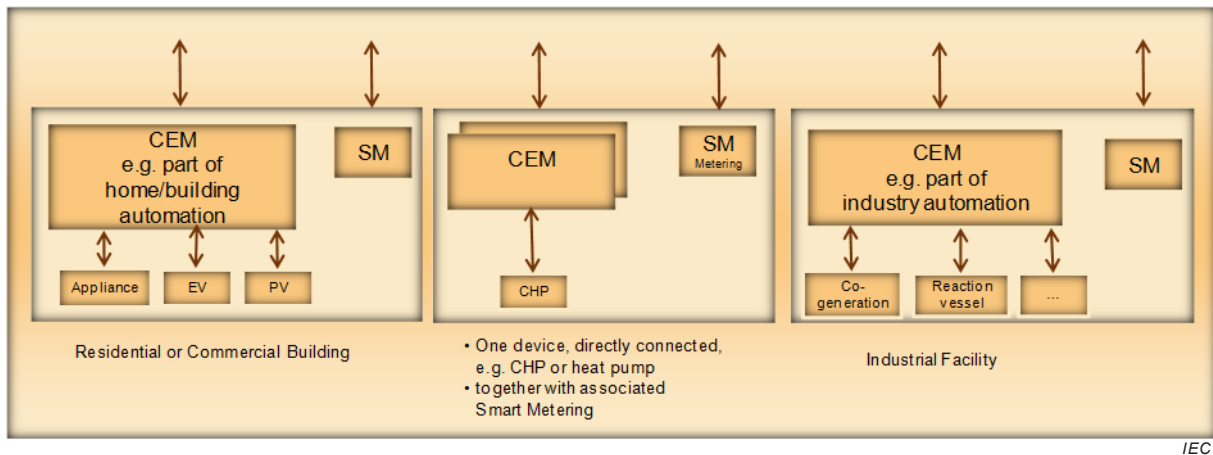 CEM
e.g. part of
home/building
automation
SM
Appliance
EV
PV
Residential or Commercial Building
CEM
SM
Metering
CHP
• One device, directly connected,
e.g. CHP or heat pump
• together with associated
Smart Metering
CEM
e.g. part of
industry automation
SM
Co-
generation
Reaction
vessel
...
Industrial Facility
IEC